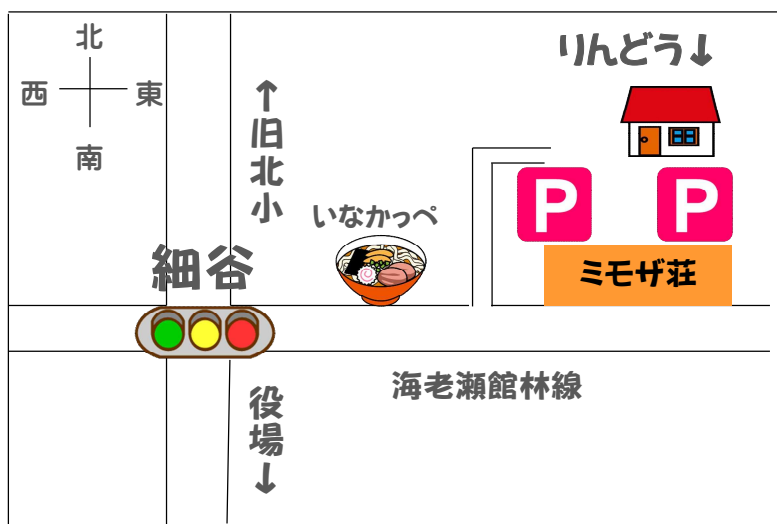 北
西 東
南
りんどう↓
↑旧北小
P P
いなかっぺ
細谷
ミモザ荘
海老瀬館林線
役場↓